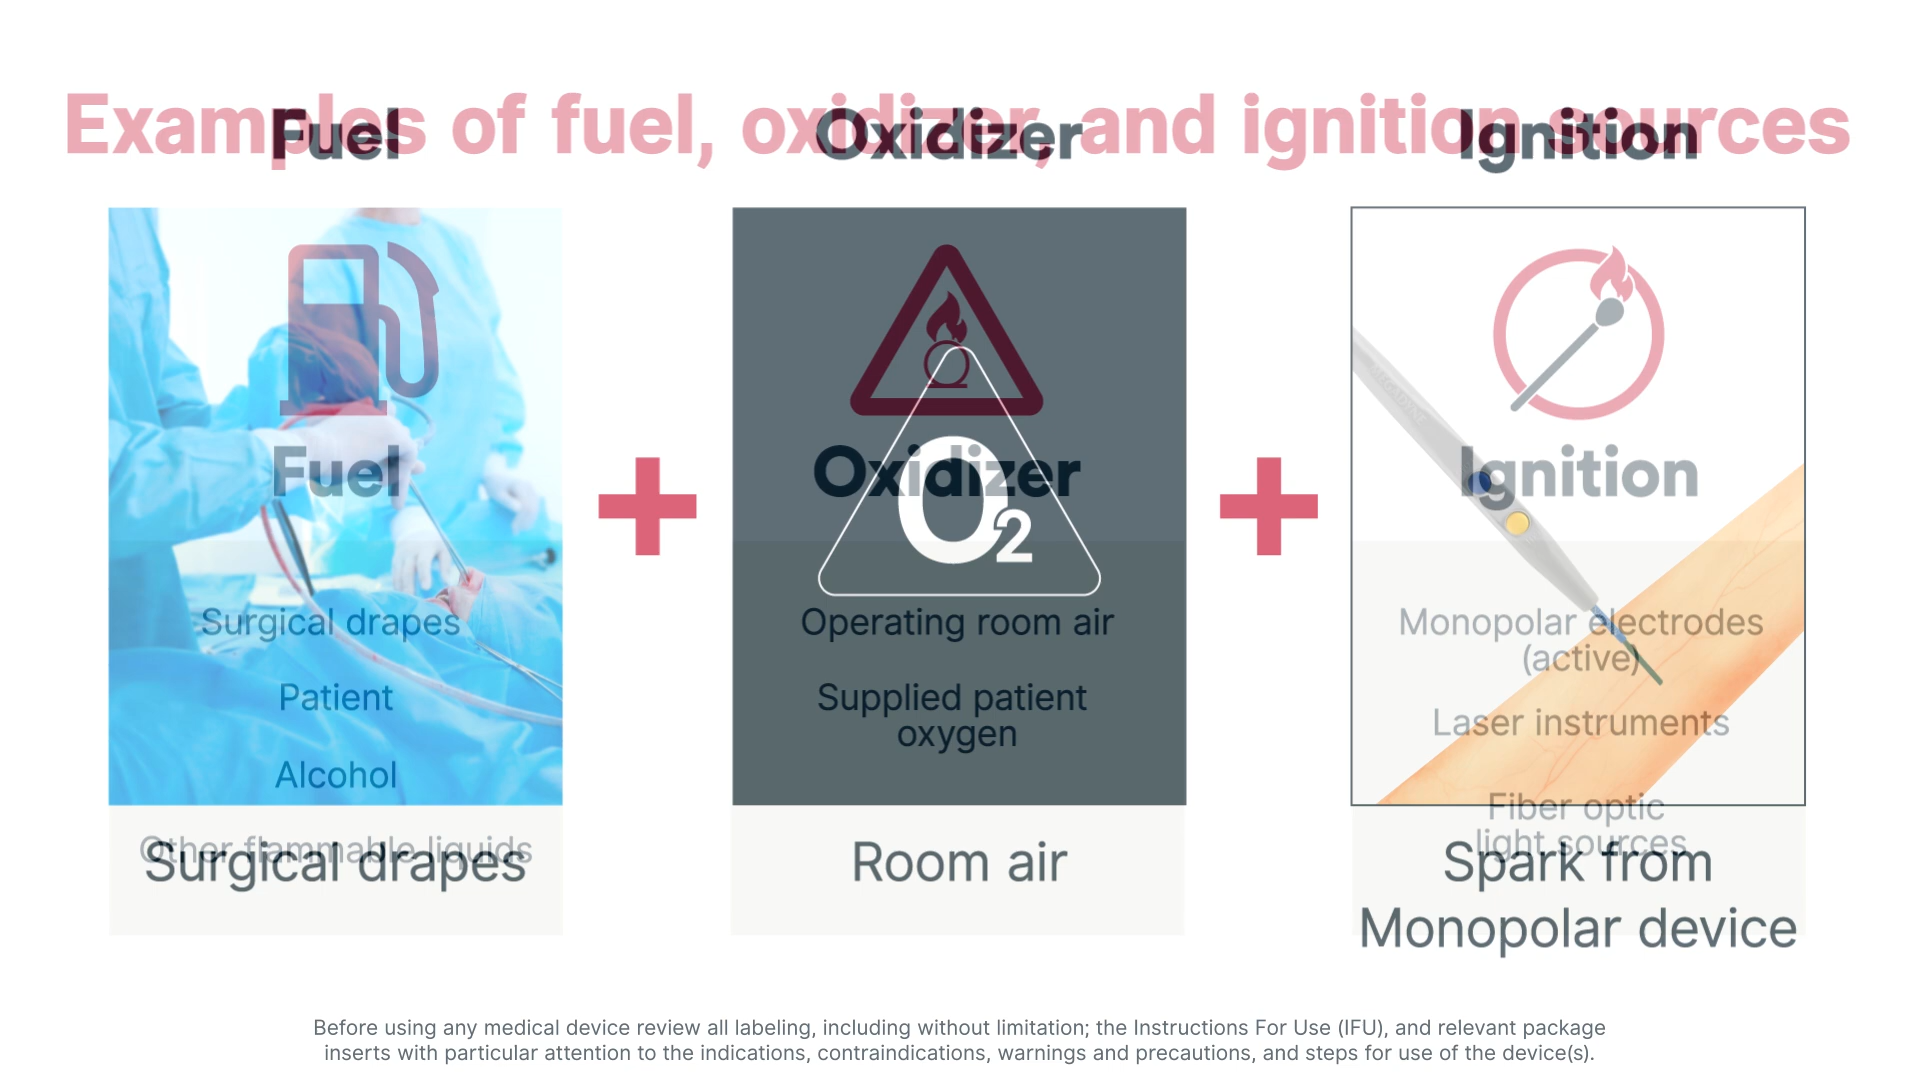 Examples of fuel, oxidizer, and ignition sources
Fuel
Oxidizer
Ignition
Fuel
Surgical drapes
Patient
Alcohol
Other flammable liquids
Surgical drapes
+
O2
Oxidizer
Operating room air
Supplied patient
oxygen
Room air
+
Ignition
Monopolar electrodes
(active)
Laser instruments
Fiber optic
light sources
Spark from
Monopolar device
Before using any medical device review all labeling, including without limitation; the Instructions For Use (IFU), and relevant package
inserts with particular attention to the indications, contraindications, warnings and precautions, and steps for use of the device(s).